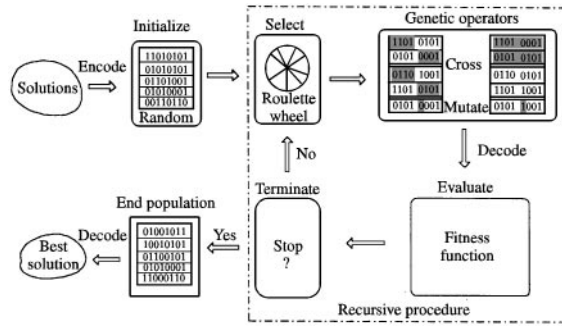 Initialize
Select
Genetic operators
Solutions
Encode
11010101
01010101
01101001
01010001
00110110
Random
Roulette
wheel
1101 0101
0101 0001
0110 1001
1101 0101
0101 0001
Cross
Mutate
1101 0001
0101 0101
0110 0101
1101 1001
0101 1001
No
Decode
End population
Terminate
Evaluate
Best
solution
Decode
01001011
10010101
01100101
01010001
11000110
Yes
Stop
?
Fitness
function
Recursive procedure